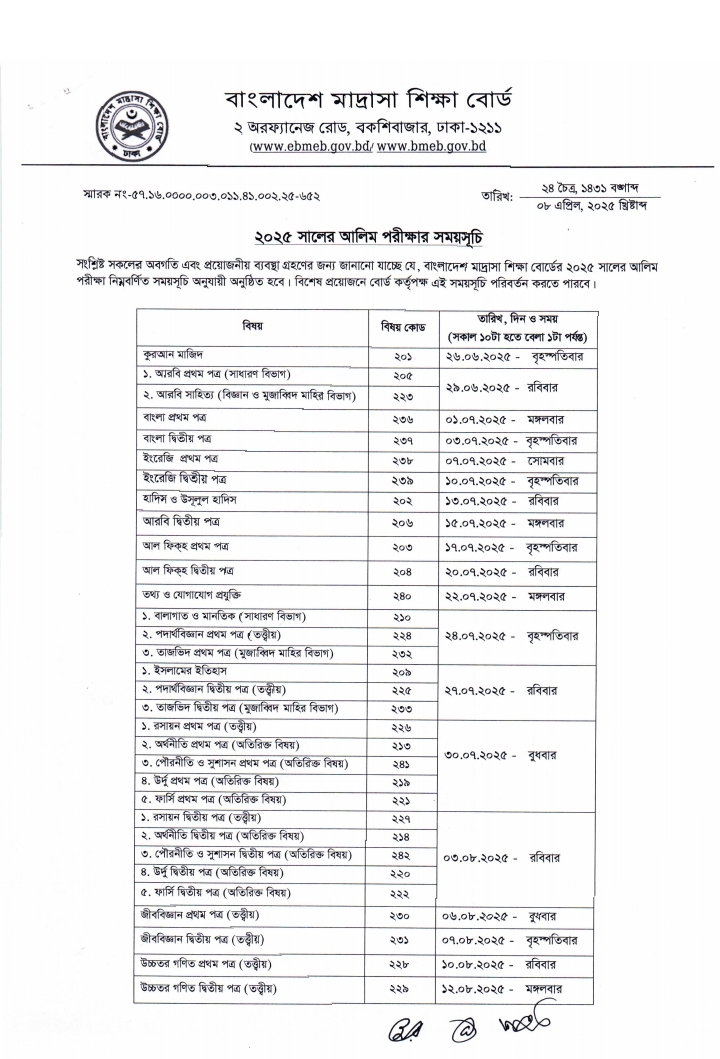 বাংলাদেশ মাদ্রাসা শিক্ষা বোর্ড
২ অরফ্যানেজ রোড, বকশিবাজার, ঢাকা-১২১১
(www.ebmeb.gov.bd/ www.bmeb.gov.bd
বাংলাদেশ মাদ্রাসা শিক্ষা বোর্ড
ঢাকা
স্মারক নং-৫৭.১৬.০০০০.০০৩.০১১.৪১.০০২.২৫-৬৫২
তারিখ: ২৪ চৈত্র, ১৪৩১ বঙ্গাব্দ
০৮ এপ্রিল, ২০২৫ খ্রিষ্টাব্দ
২০২৫ সালের আলিম পরীক্ষার সময়সূচি
সংশ্লিষ্ট সকলের অবগতি এবং প্রয়োজনীয় ব্যবস্থা গ্রহণের জন্য জানানো যাচ্ছে যে, বাংলাদেশ মাদ্রাসা শিক্ষা বোর্ডের ২০২৫ সালের আলিম
পরীক্ষা নিম্নবর্ণিত সময়সূচি অনুযায়ী অনুষ্ঠিত হবে। বিশেষ প্রয়োজনে বোর্ড কর্তৃপক্ষ এই সময়সূচি পরিবর্তন করতে পারবে।
বিষয় বিষয় কোড তারিখ, দিন ও সময়
(সকাল ১০টা হতে বেলা ১টা পর্যন্ত)
কুরআন মাজিদ ২০১ ২৬.০৬.২০২৫ - বৃহস্পতিবার
১. আরবি প্রথম পত্র (সাধারণ বিভাগ) ২০৫
২. আরবি সাহিত্য (বিজ্ঞান ও মুজাব্বিদ মাহির বিভাগ) ২২৩ ২৯.০৬.২০২৫ - রবিবার
বাংলা প্রথম পত্র ২৩৬ ০১.০৭.২০২৫ - মঙ্গলবার
বাংলা দ্বিতীয় পত্র ২৩৭ ০৩.০৭.২০২৫ - বৃহস্পতিবার
ইংরেজি প্রথম পত্র ২৩৮ ০৭.০৭.২০২৫ - সোমবার
ইংরেজি দ্বিতীয় পত্র ২৩৯ ১০.০৭.২০২৫ - বৃহস্পতিবার
হাদিস ও উসূলুল হাদিস ২০২ ১৩.০৭.২০২৫ - রবিবার
আরবি দ্বিতীয় পত্র ২০৬ ১৫.০৭.২০২৫ - মঙ্গলবার
আল ফিক্‌হ প্রথম পত্র ২০৩ ১৭.০৭.২০২৫ - বৃহস্পতিবার
আল ফিক্‌হ দ্বিতীয় পত্র ২০৪ ২০.০৭.২০২৫ - রবিবার
তথ্য ও যোগাযোগ প্রযুক্তি ২৪০ ২২.০৭.২০২৫ - মঙ্গলবার
১. বালাগাত ও মানতিক (সাধারণ বিভাগ) ২১০
২. পদার্থবিজ্ঞান প্রথম পত্র (তত্ত্বীয়) ২২৪ ২৪.০৭.২০২৫ - বৃহস্পতিবার
৩. তাজভিদ প্রথম পত্র (মুজাব্বিদ মাহির বিভাগ) ২৩২
১. ইসলামের ইতিহাস ২০৯
২. পদার্থবিজ্ঞান দ্বিতীয় পত্র (তত্ত্বীয়) ২২৫ ২৭.০৭.২০২৫ - রবিবার
৩. তাজভিদ দ্বিতীয় পত্র (মুজাব্বিদ মাহির বিভাগ) ২৩৩
১. রসায়ন প্রথম পত্র (তত্ত্বীয়) ২২৬
২. অর্থনীতি প্রথম পত্র (অতিরিক্ত বিষয়) ২১৩
৩. পৌরনীতি ও সুশাসন প্রথম পত্র (অতিরিক্ত বিষয়) ২৪১ ৩০.০৭.২০২৫ - বুধবার
৪. উর্দু প্রথম পত্র (অতিরিক্ত বিষয়) ২১৯
৫. ফার্সি প্রথম পত্র (অতিরিক্ত বিষয়) ২২১
১. রসায়ন দ্বিতীয় পত্র (তত্ত্বীয়) ২২৭
২. অর্থনীতি দ্বিতীয় পত্র (অতিরিক্ত বিষয়) ২১৪
৩. পৌরনীতি ও সুশাসন দ্বিতীয় পত্র (অতিরিক্ত বিষয়) ২৪২ ০৩.০৮.২০২৫ - রবিবার
৪. উর্দু দ্বিতীয় পত্র (অতিরিক্ত বিষয়) ২২০
৫. ফার্সি দ্বিতীয় পত্র (অতিরিক্ত বিষয়) ২২২
জীববিজ্ঞান প্রথম পত্র (তত্ত্বীয়) ২৩০ ০৬.০৮.২০২৫ - বুধবার
জীববিজ্ঞান দ্বিতীয় পত্র (তত্ত্বীয়) ২৩১ ০৭.০৮.২০২৫ - বৃহস্পতিবার
উচ্চতর গণিত প্রথম পত্র (তত্ত্বীয়) ২২৮ ১০.০৮.২০২৫ - রবিবার
উচ্চতর গণিত দ্বিতীয় পত্র (তত্ত্বীয়) ২২৯ ১২.০৮.২০২৫ - মঙ্গলবার